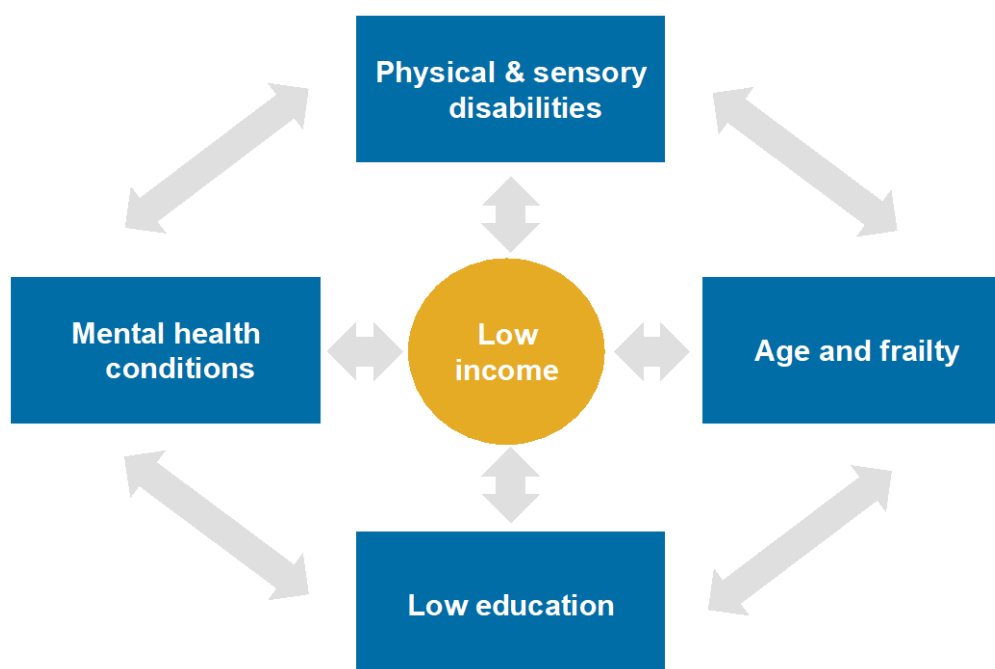 Physical & sensory
disabilities
Mental health
conditions
Low
income
Age and frailty
Low education